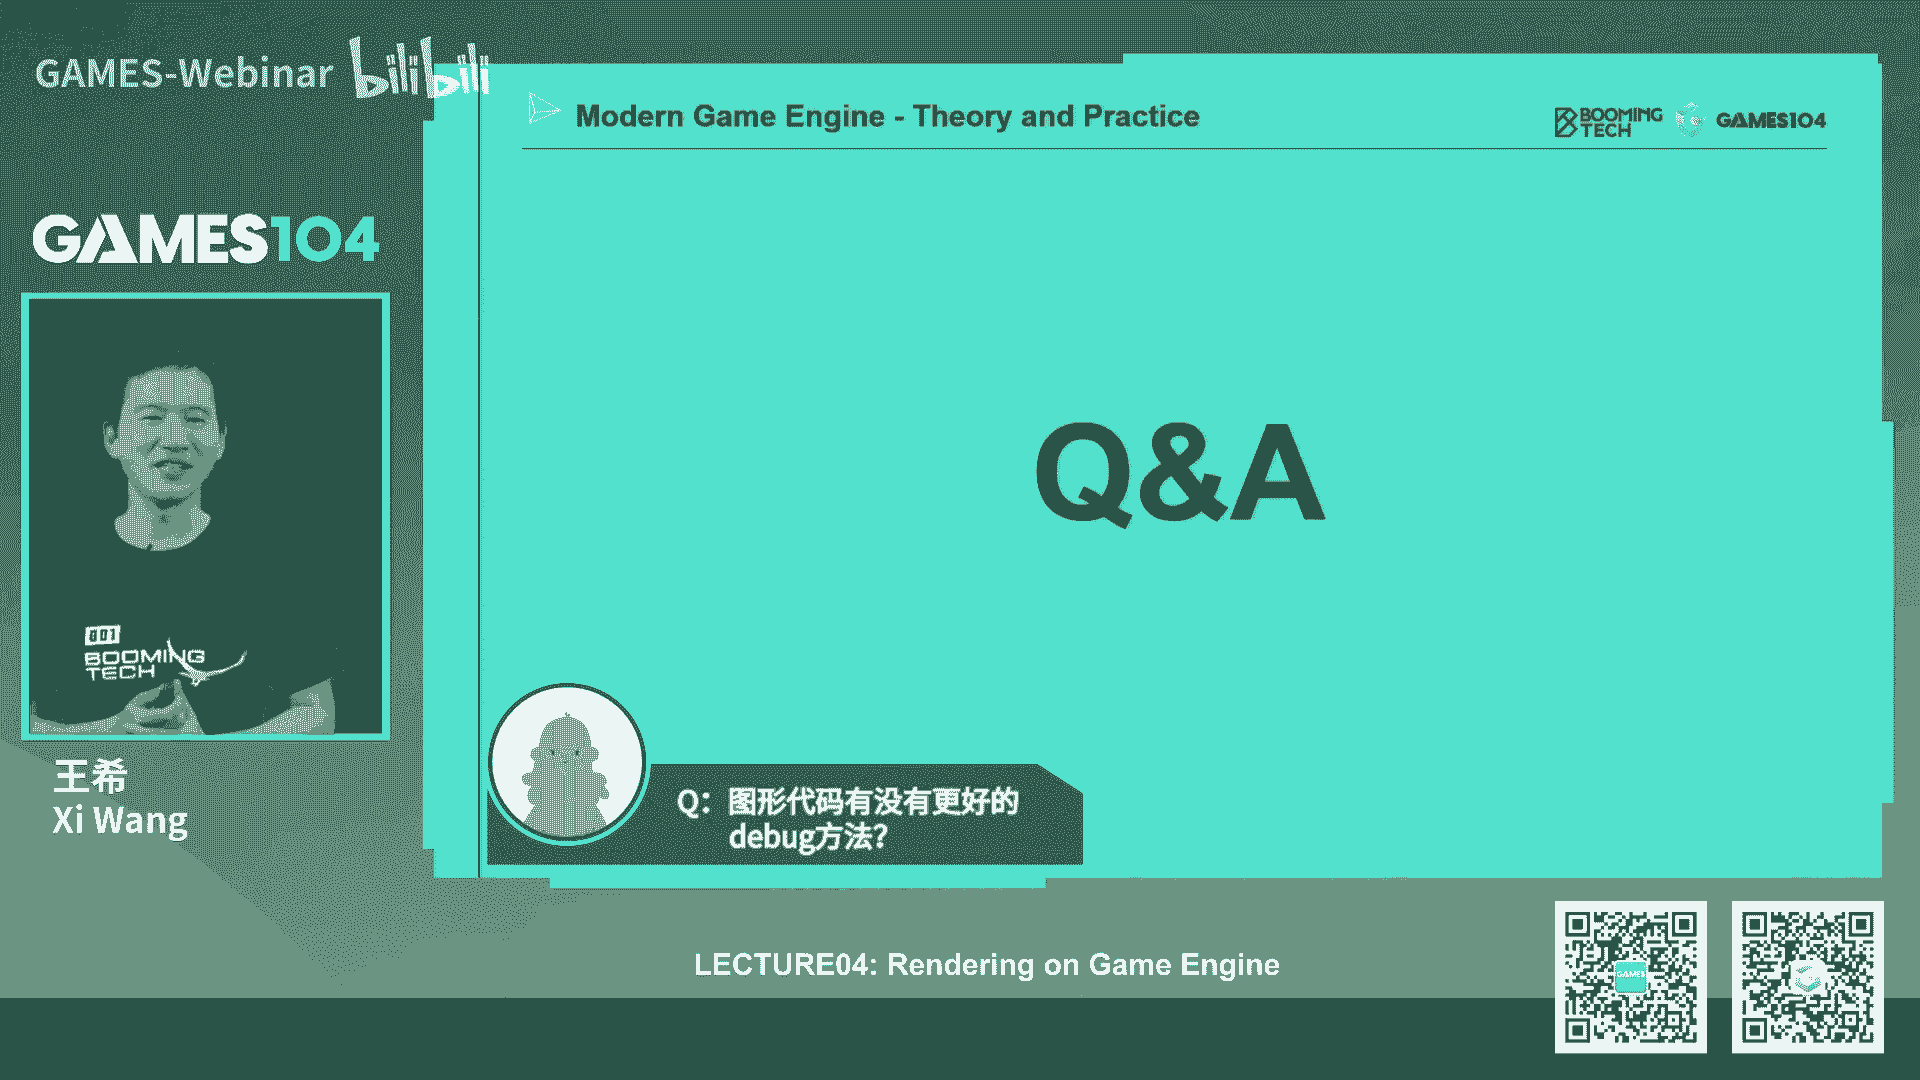 GAMES-Webinar bilibili
Modern Game Engine - Theory and Practice
BOOMING
TECH
GAMES104
GAMES104
Q&A
001
BOOMING
TECH
王希
Xi Wang
Q：图形代码有没有更好的
debug方法?
LECTURE04: Rendering on Game Engine
GAMES